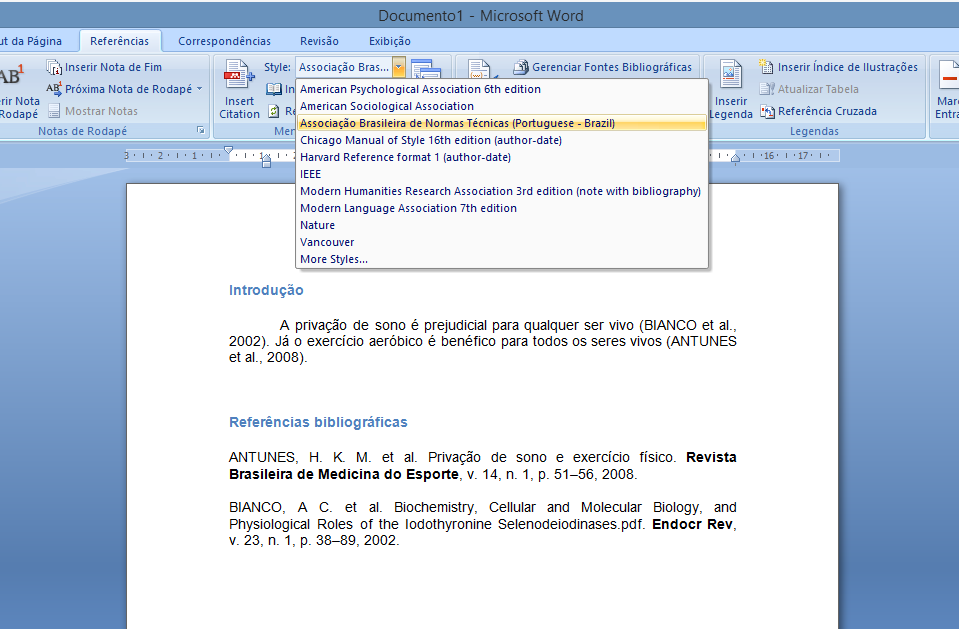 Documento1 - Microsoft Word
ut da Página Referências Correspondências Revisão Exibição
AB¹
rir Nota
Rodapé
Inserir Nota de Fim
AB¹ Próxima Nota de Rodapé
Mostrar Notas
Notas de Rodapé
Insert
Citation
Style: Associação Bras...
In
Re
Men
Gerenciar Fontes Bibliográficas
Inserir
Legenda
Inserir Índice de Ilustrações
Atualizar Tabela
Referência Cruzada
Legendas
Mar
Entra
American Psychological Association 6th edition
American Sociological Association
Associação Brasileira de Normas Técnicas (Portuguese - Brazil)
Chicago Manual of Style 16th edition (author-date)
Harvard Reference format 1 (author-date)
IEEE
Modern Humanities Research Association 3rd edition (note with bibliography)
Modern Language Association 7th edition
Nature
Vancouver
More Styles...
3 2 1 1 2 16 17
Introdução
A privação de sono é prejudicial para qualquer ser vivo (BIANCO et al.,
2002). Já o exercício aeróbico é benéfico para todos os seres vivos (ANTUNES
et al., 2008).
Referências bibliográficas
ANTUNES, H. K. M. et al. Privação de sono e exercício físico. Revista
Brasileira de Medicina do Esporte, v. 14, n. 1, p. 51–56, 2008.
BIANCO, A C. et al. Biochemistry, Cellular and Molecular Biology, and
Physiological Roles of the Iodothyronine Selenodeiodinases.pdf. Endocr Rev,
v. 23, n. 1, p. 38–89, 2002.